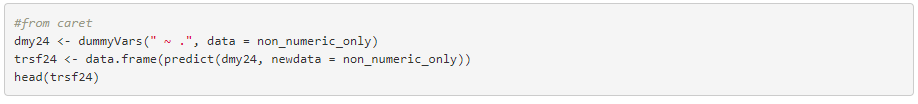 #from caret
dmy24 <- dummyVars(" ~ .", data = non_numeric_only)
trsf24 <- data.frame(predict(dmy24, newdata = non_numeric_only))
head(trsf24)